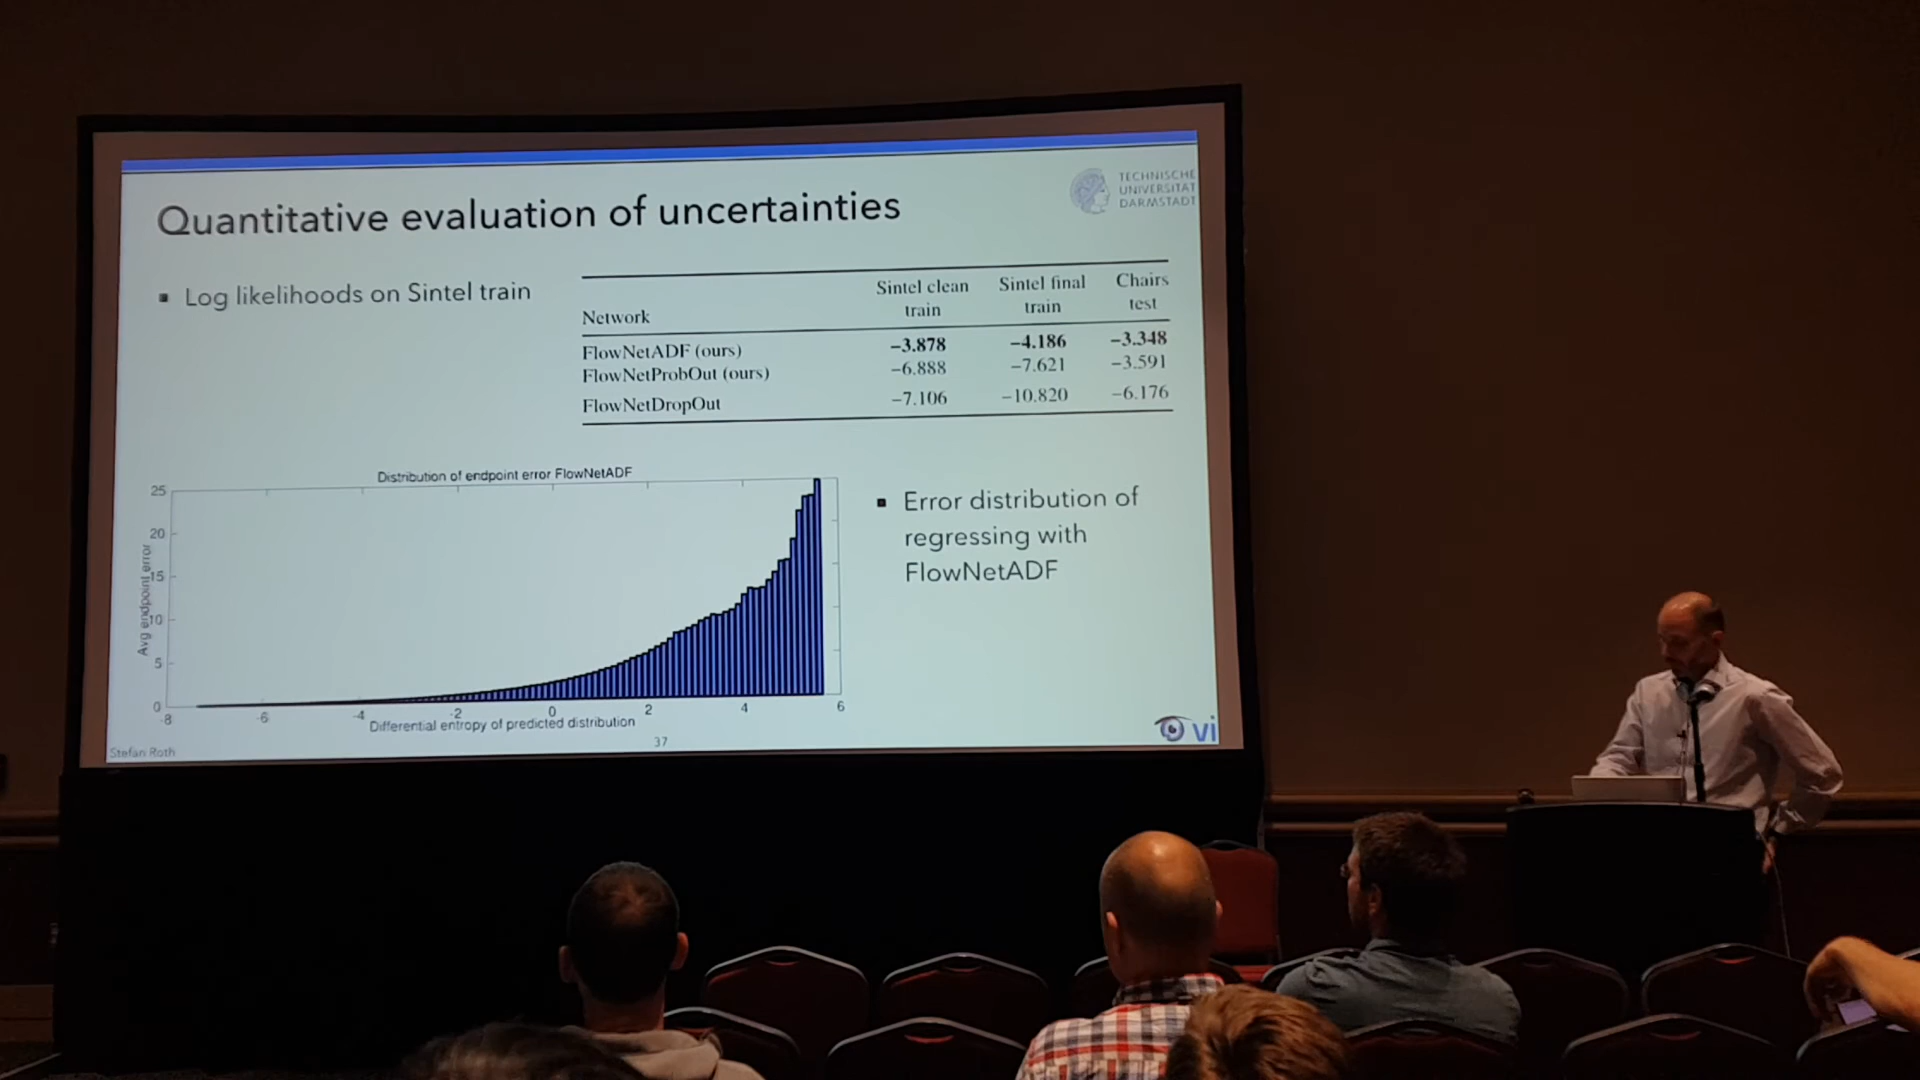 Quantitative evaluation of uncertainties
TECHNISCHE
UNIVERSITÄT
DARMSTADT
▪ Log likelihoods on Sintel train
Network Sintel clean train Sintel final train Chairs test
FlowNetADF (ours) −3.878 −4.186 −3.348
FlowNetProbOut (ours) −6.888 −7.621 −3.591
FlowNetDropOut −7.106 −10.820 −6.176
Distribution of endpoint error FlowNetADF
Avg endpoint error
25
20
15
10
5
0
-8 -6 -4 -2 0 2 4 6
Differential entropy of predicted distribution
▪ Error distribution of
regressing with
FlowNetADF
Stefan Roth
37
vi